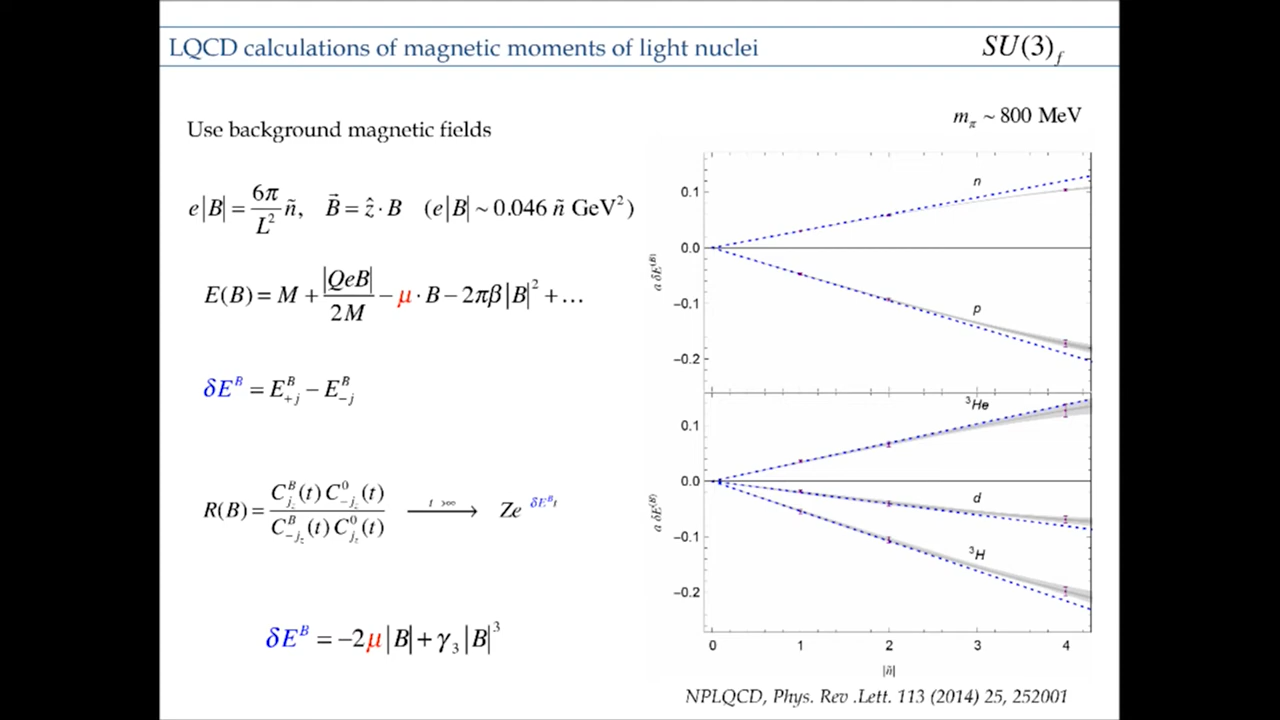 LQCD calculations of magnetic moments of light nuclei
SU(3)_f
m_π ~ 800 MeV
Use background magnetic fields
e|B| = 6π/L² ñ, B⃗ = ẑ · B (e|B| ~ 0.046 ñ GeV²)
E(B) = M + |QeB|/2M − μ · B − 2πβ|B|² + …
δE^B = E^B_{+j} − E^B_{−j}
R(B) = C^B_{j_z}(t) C^0_{−j_z}(t) / C^B_{−j_z}(t) C^0_{j_z}(t) ⟶ t→∞ Ze^{δE^B t}
δE^B = −2μ|B| + γ₃|B|³
a δE^(B)
0.1
0.0
−0.1
−0.2
n
p
a δE^(B)
0.1
0.0
−0.1
−0.2
³He
d
³H
0 1 2 3 4
|ñ|
NPLQCD, Phys. Rev .Lett. 113 (2014) 25, 252001